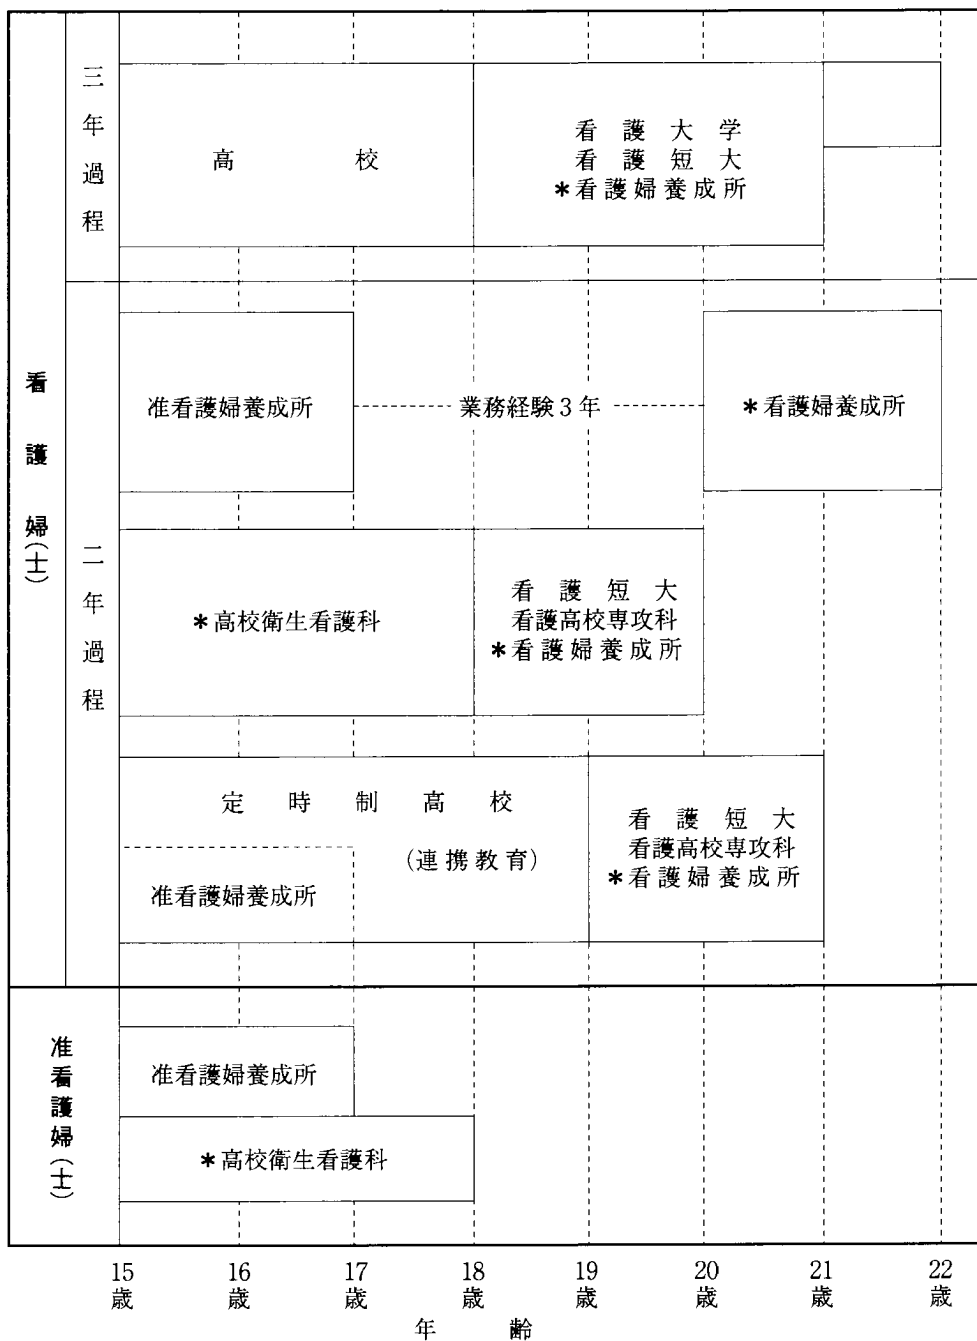 看護婦(士)
三年過程
高校
看護大学
看護短大
*看護婦養成所
二年過程
准看護婦養成所
業務経験3年
*看護婦養成所
*高校衛生看護科
看護短大
看護高校専攻科
*看護婦養成所
定時制高校
(連携教育)
准看護婦養成所
看護短大
看護高校専攻科
*看護婦養成所
准看護婦(士)
准看護婦養成所
*高校衛生看護科
15歳
16歳
17歳
18歳
19歳
20歳
21歳
22歳
年齢